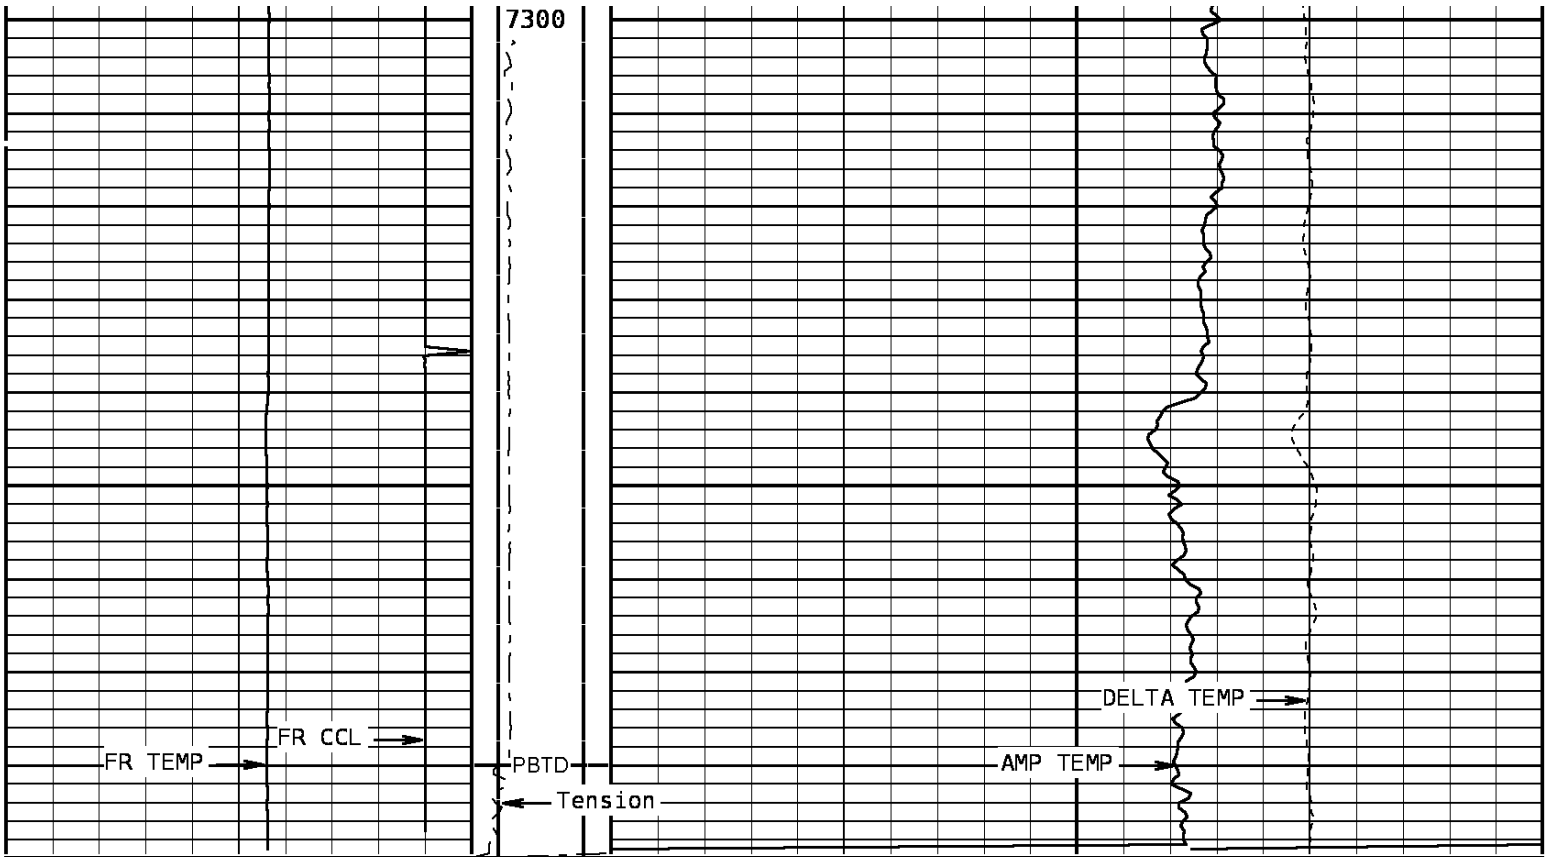 7300
DELTA TEMP
FR CCL
FR TEMP
PBTD
AMP TEMP
Tension